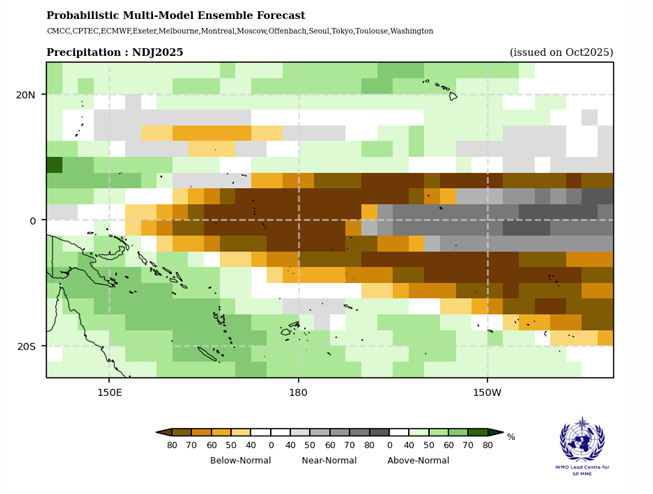 Probabilistic Multi-Model Ensemble Forecast
CMCC,CPTEC,ECMWF,Exeter,Melbourne,Montreal,Moscow,Offenbach,Seoul,Tokyo,Toulouse,Washington
Precipitation : NDJ2025 (issued on Oct2025)
20N
0
20S
150E 180 150W
80 70 60 50 40 0 40 50 60 70 80 0 40 50 60 70 80 %
Below-Normal Near-Normal Above-Normal
WMO Lead Centre for
SP MME